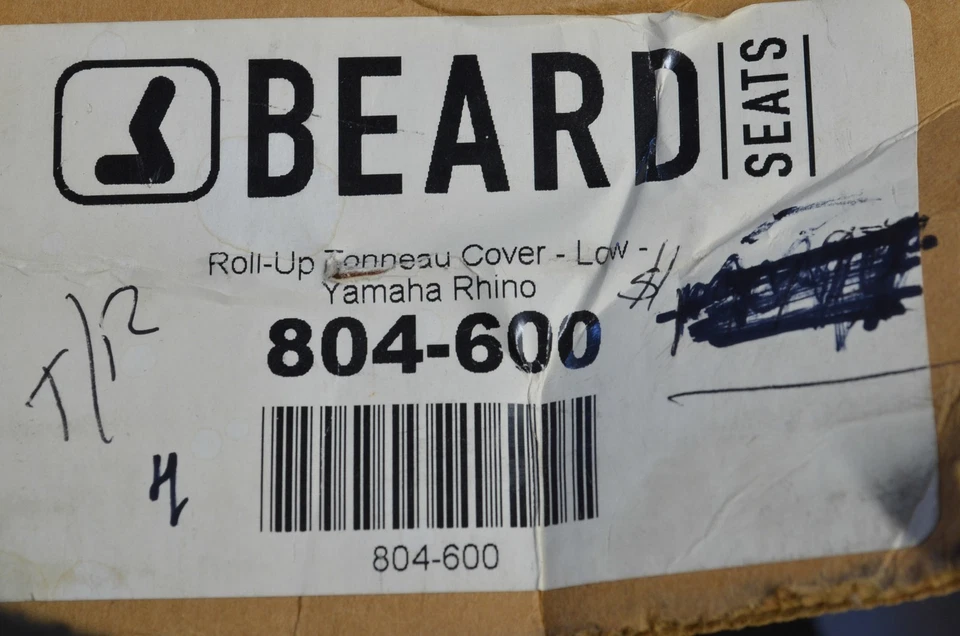 BEARD
SEATS
Roll-Up Tonneau Cover - Low -
Yamaha Rhino
804-600
T/R
804-600